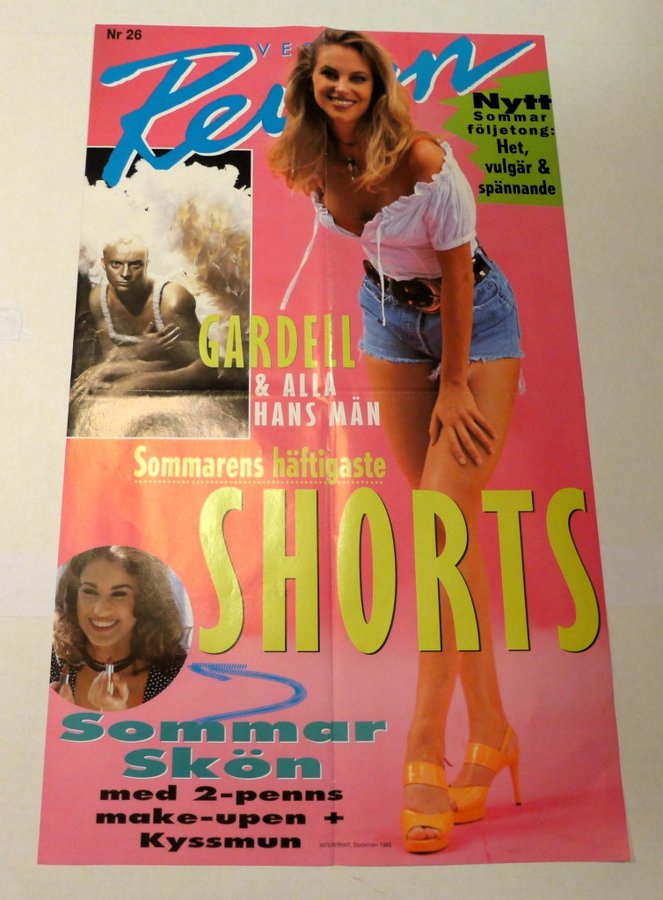 Nr 26
Revyn
Nytt
Sommar
följetong:
Het,
vulgär &
spännande
GARDELL
& ALLA
HANS MÄN
Sommarens häftigaste
SHORTS
Sommar
Skön
med 2-penns
make-upen +
Kyssmun
INTERPRINT, Stockholm